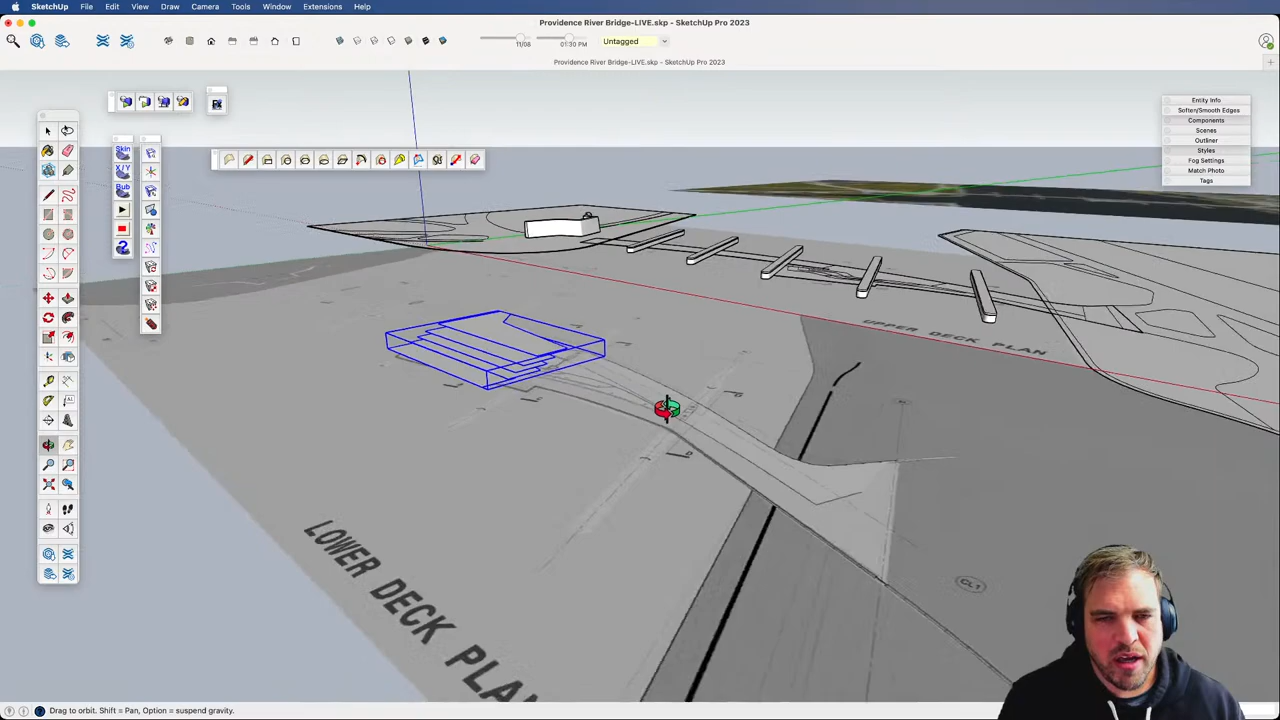 SketchUp File Edit View Draw Camera Tools Window Extensions Help
Providence River Bridge-LIVE.skp - SketchUp Pro 2023
11/08 01:30 PM Untagged
Providence River Bridge-LIVE.skp - SketchUp Pro 2023
Entity Info
Soften/Smooth Edges
Components
Scenes
Outliner
Styles
Fog Settings
Match Photo
Tags
Skin
X/Y
Bub
UPPER DECK PLAN
LOWER DECK PLAN
CL1
Drag to orbit. Shift = Pan, Option = suspend gravity.